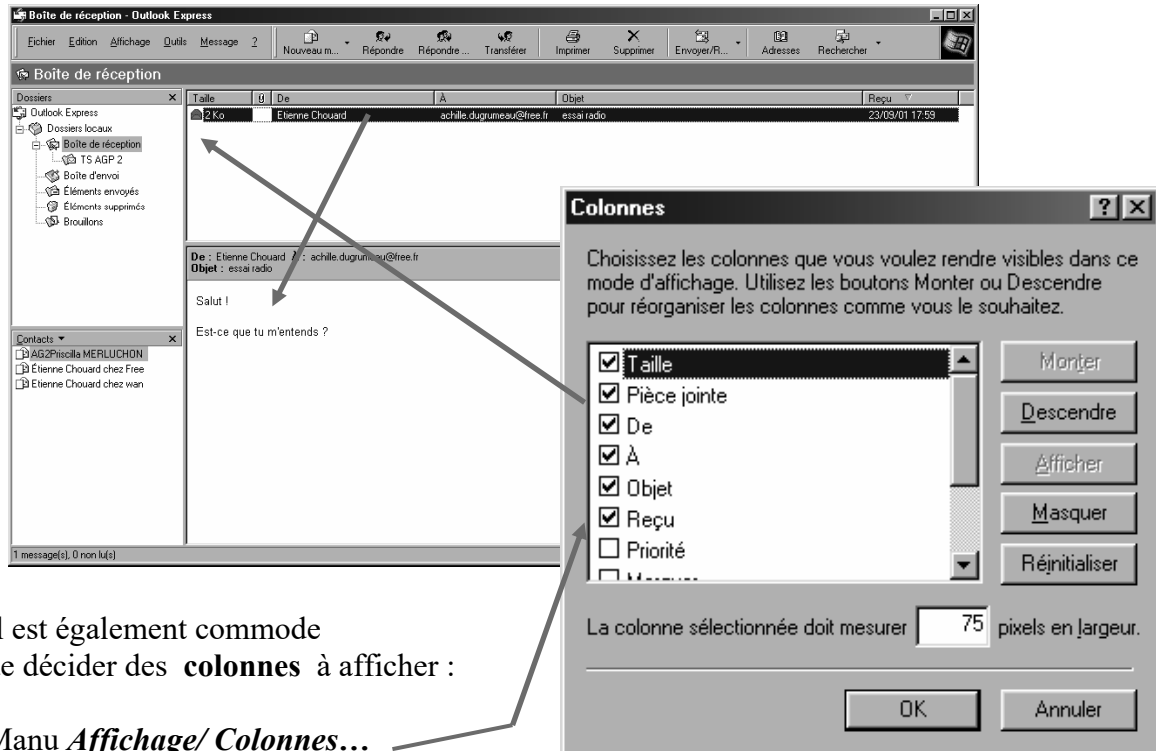 Boîte de réception - Outlook Express
Fichier Edition Affichage Outils Message ?
Nouveau m... Répondre Répondre ... Transférer Imprimer Supprimer Envoyer/R... Adresses Rechercher
Boîte de réception
Dossiers
Outlook Express
Dossiers locaux
Boîte de réception
TS AGP 2
Boîte d'envoi
Éléments envoyés
Éléments supprimés
Brouillons
Contacts
AG2Priscilla MERLUCHON
Étienne Chouard chez Free
Etienne Chouard chez wan
Taille De À Objet Reçu
2 Ko Etienne Chouard achille.dugrumeau@free.fr essai radio 23/09/01 17:59
De : Etienne Chouard À : achille.dugrumeau@free.fr
Objet : essai radio
Salut !
Est-ce que tu m'entends ?
1 message(s), 0 non lu(s)
Colonnes
Choisissez les colonnes que vous voulez rendre visibles dans ce
mode d'affichage. Utilisez les boutons Monter ou Descendre
pour réorganiser les colonnes comme vous le souhaitez.
Taille
Pièce jointe
De
À
Objet
Reçu
Priorité
Monter
Descendre
Afficher
Masquer
Réinitialiser
La colonne sélectionnée doit mesurer 75 pixels en largeur.
OK Annuler
l est également commode
e décider des colonnes à afficher :
Manu Affichage/ Colonnes…